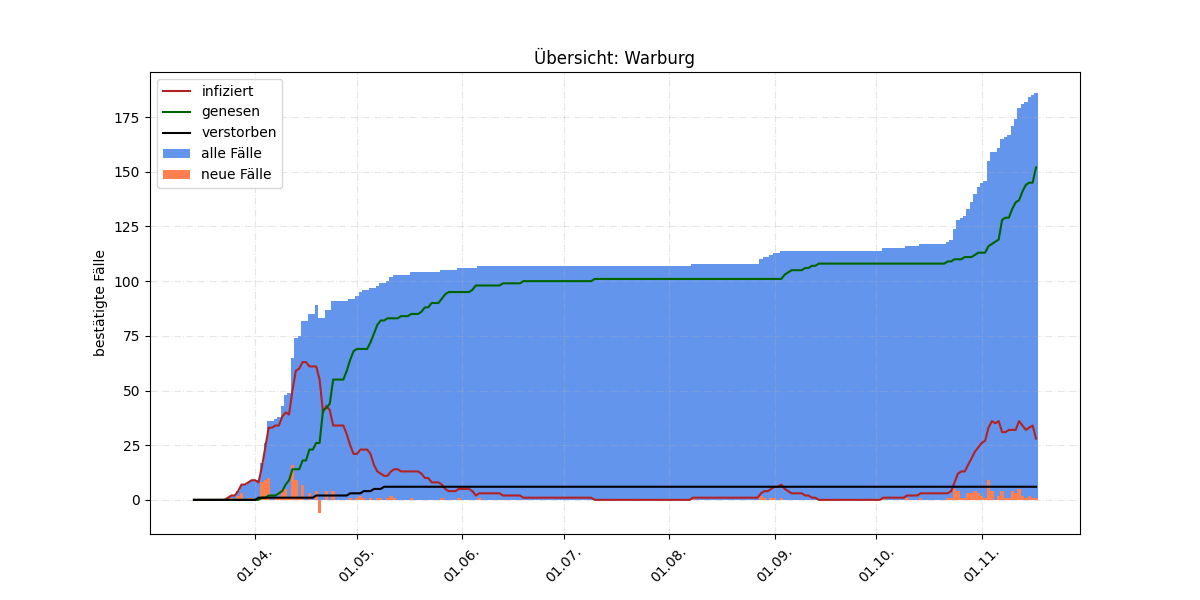 Übersicht: Warburg
infiziert
genesen
verstorben
alle Fälle
neue Fälle
bestätigte Fälle
175
150
125
100
75
50
25
0
01.04.
01.05.
01.06.
01.07.
01.08.
01.09.
01.10.
01.11.